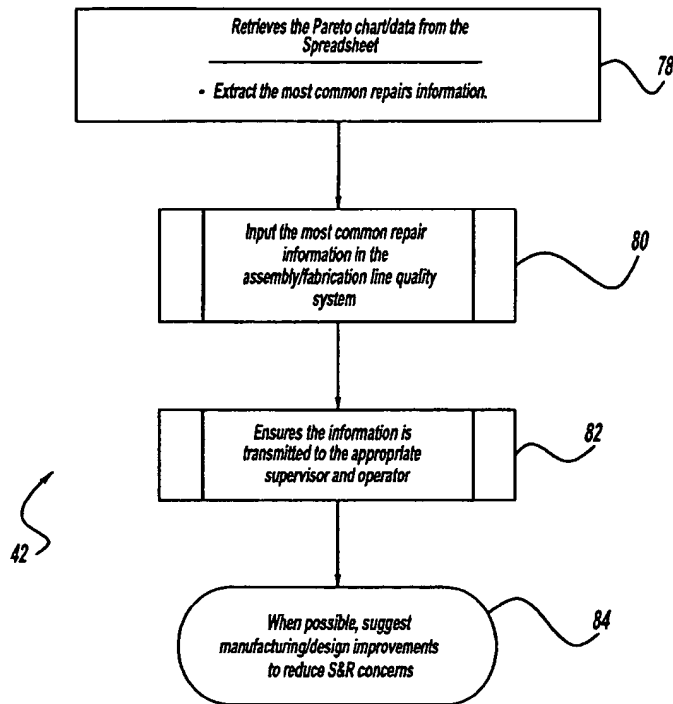 Retrieves the Pareto chart/data from the
Spreadsheet
- Extract the most common repairs information.
78
Input the most common repair
information in the
assembly/fabrication line quality
system
80
Ensures the information is
transmitted to the appropriate
supervisor and operator
82
42
When possible, suggest
manufacturing/design improvements
to reduce S&R concerns
84